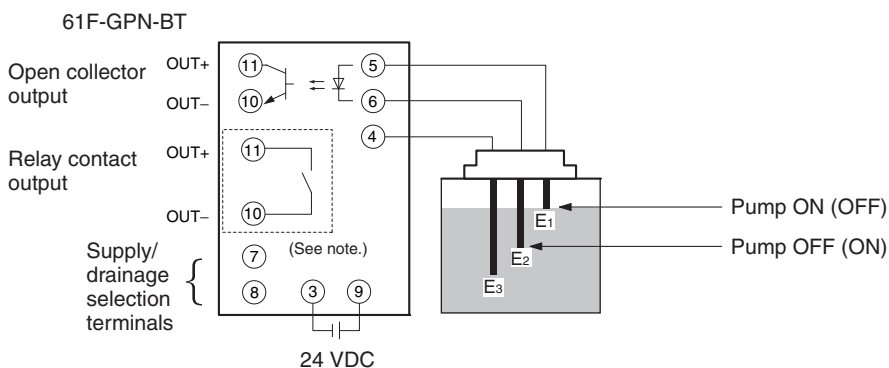 61F-GPN-BT
Open collector
output
OUT+
OUT−
11
10
5
6
4
Relay contact
output
OUT+
OUT−
11
10
Supply/
drainage
selection
terminals
7
8
(See note.)
3
9
24 VDC
E1
E2
E3
Pump ON (OFF)
Pump OFF (ON)